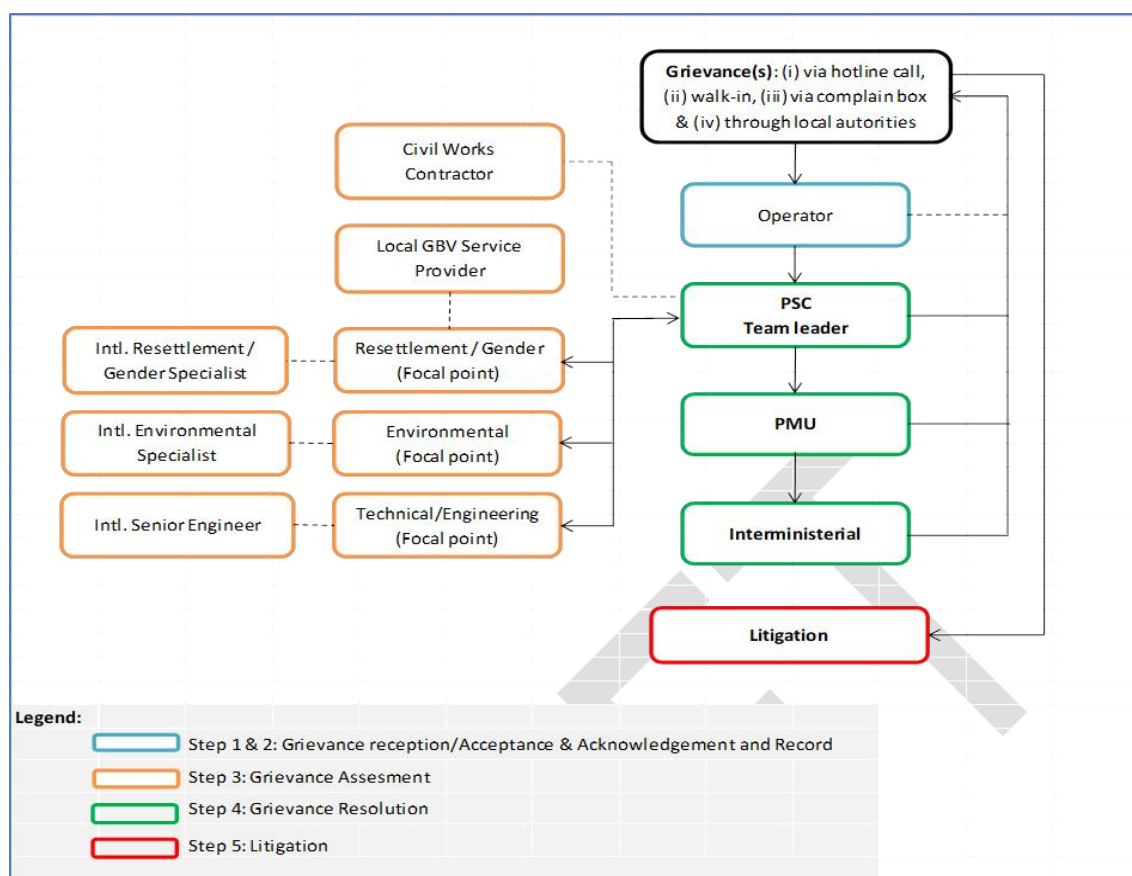 Grievance(s): (i) via hotline call,
(ii) walk-in, (iii) via complain box
& (iv) through local autorities
Civil Works
Contractor
Operator
Local GBV Service
Provider
PSC
Team leader
Intl. Resettlement /
Gender Specialist
Resettlement / Gender
(Focal point)
PMU
Intl. Environmental
Specialist
Environmental
(Focal point)
Intl. Senior Engineer
Technical/Engineering
(Focal point)
Interministerial
Litigation
Legend:
Step 1 & 2: Grievance reception/Acceptance & Acknowledgement and Record
Step 3: Grievance Assesment
Step 4: Grievance Resolution
Step 5: Litigation